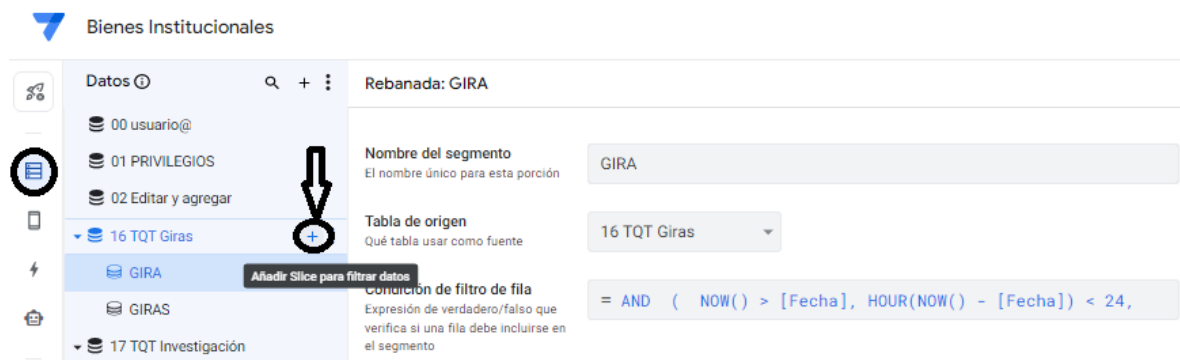 Bienes Institucionales
Datos
00 usuario@
01 PRIVILEGIOS
02 Editar y agregar
16 TQT Giras
GIRA
Añadir Slice para filtrar datos
GIRAS
17 TQT Investigación
Rebanada: GIRA
Nombre del segmento
El nombre único para esta porción
GIRA
Tabla de origen
Qué tabla usar como fuente
16 TQT Giras
Condición de filtro de fila
Expresión de verdadero/falso que
verifica si una fila debe incluirse en
el segmento
= AND ( NOW() > [Fecha], HOUR(NOW() - [Fecha]) < 24,